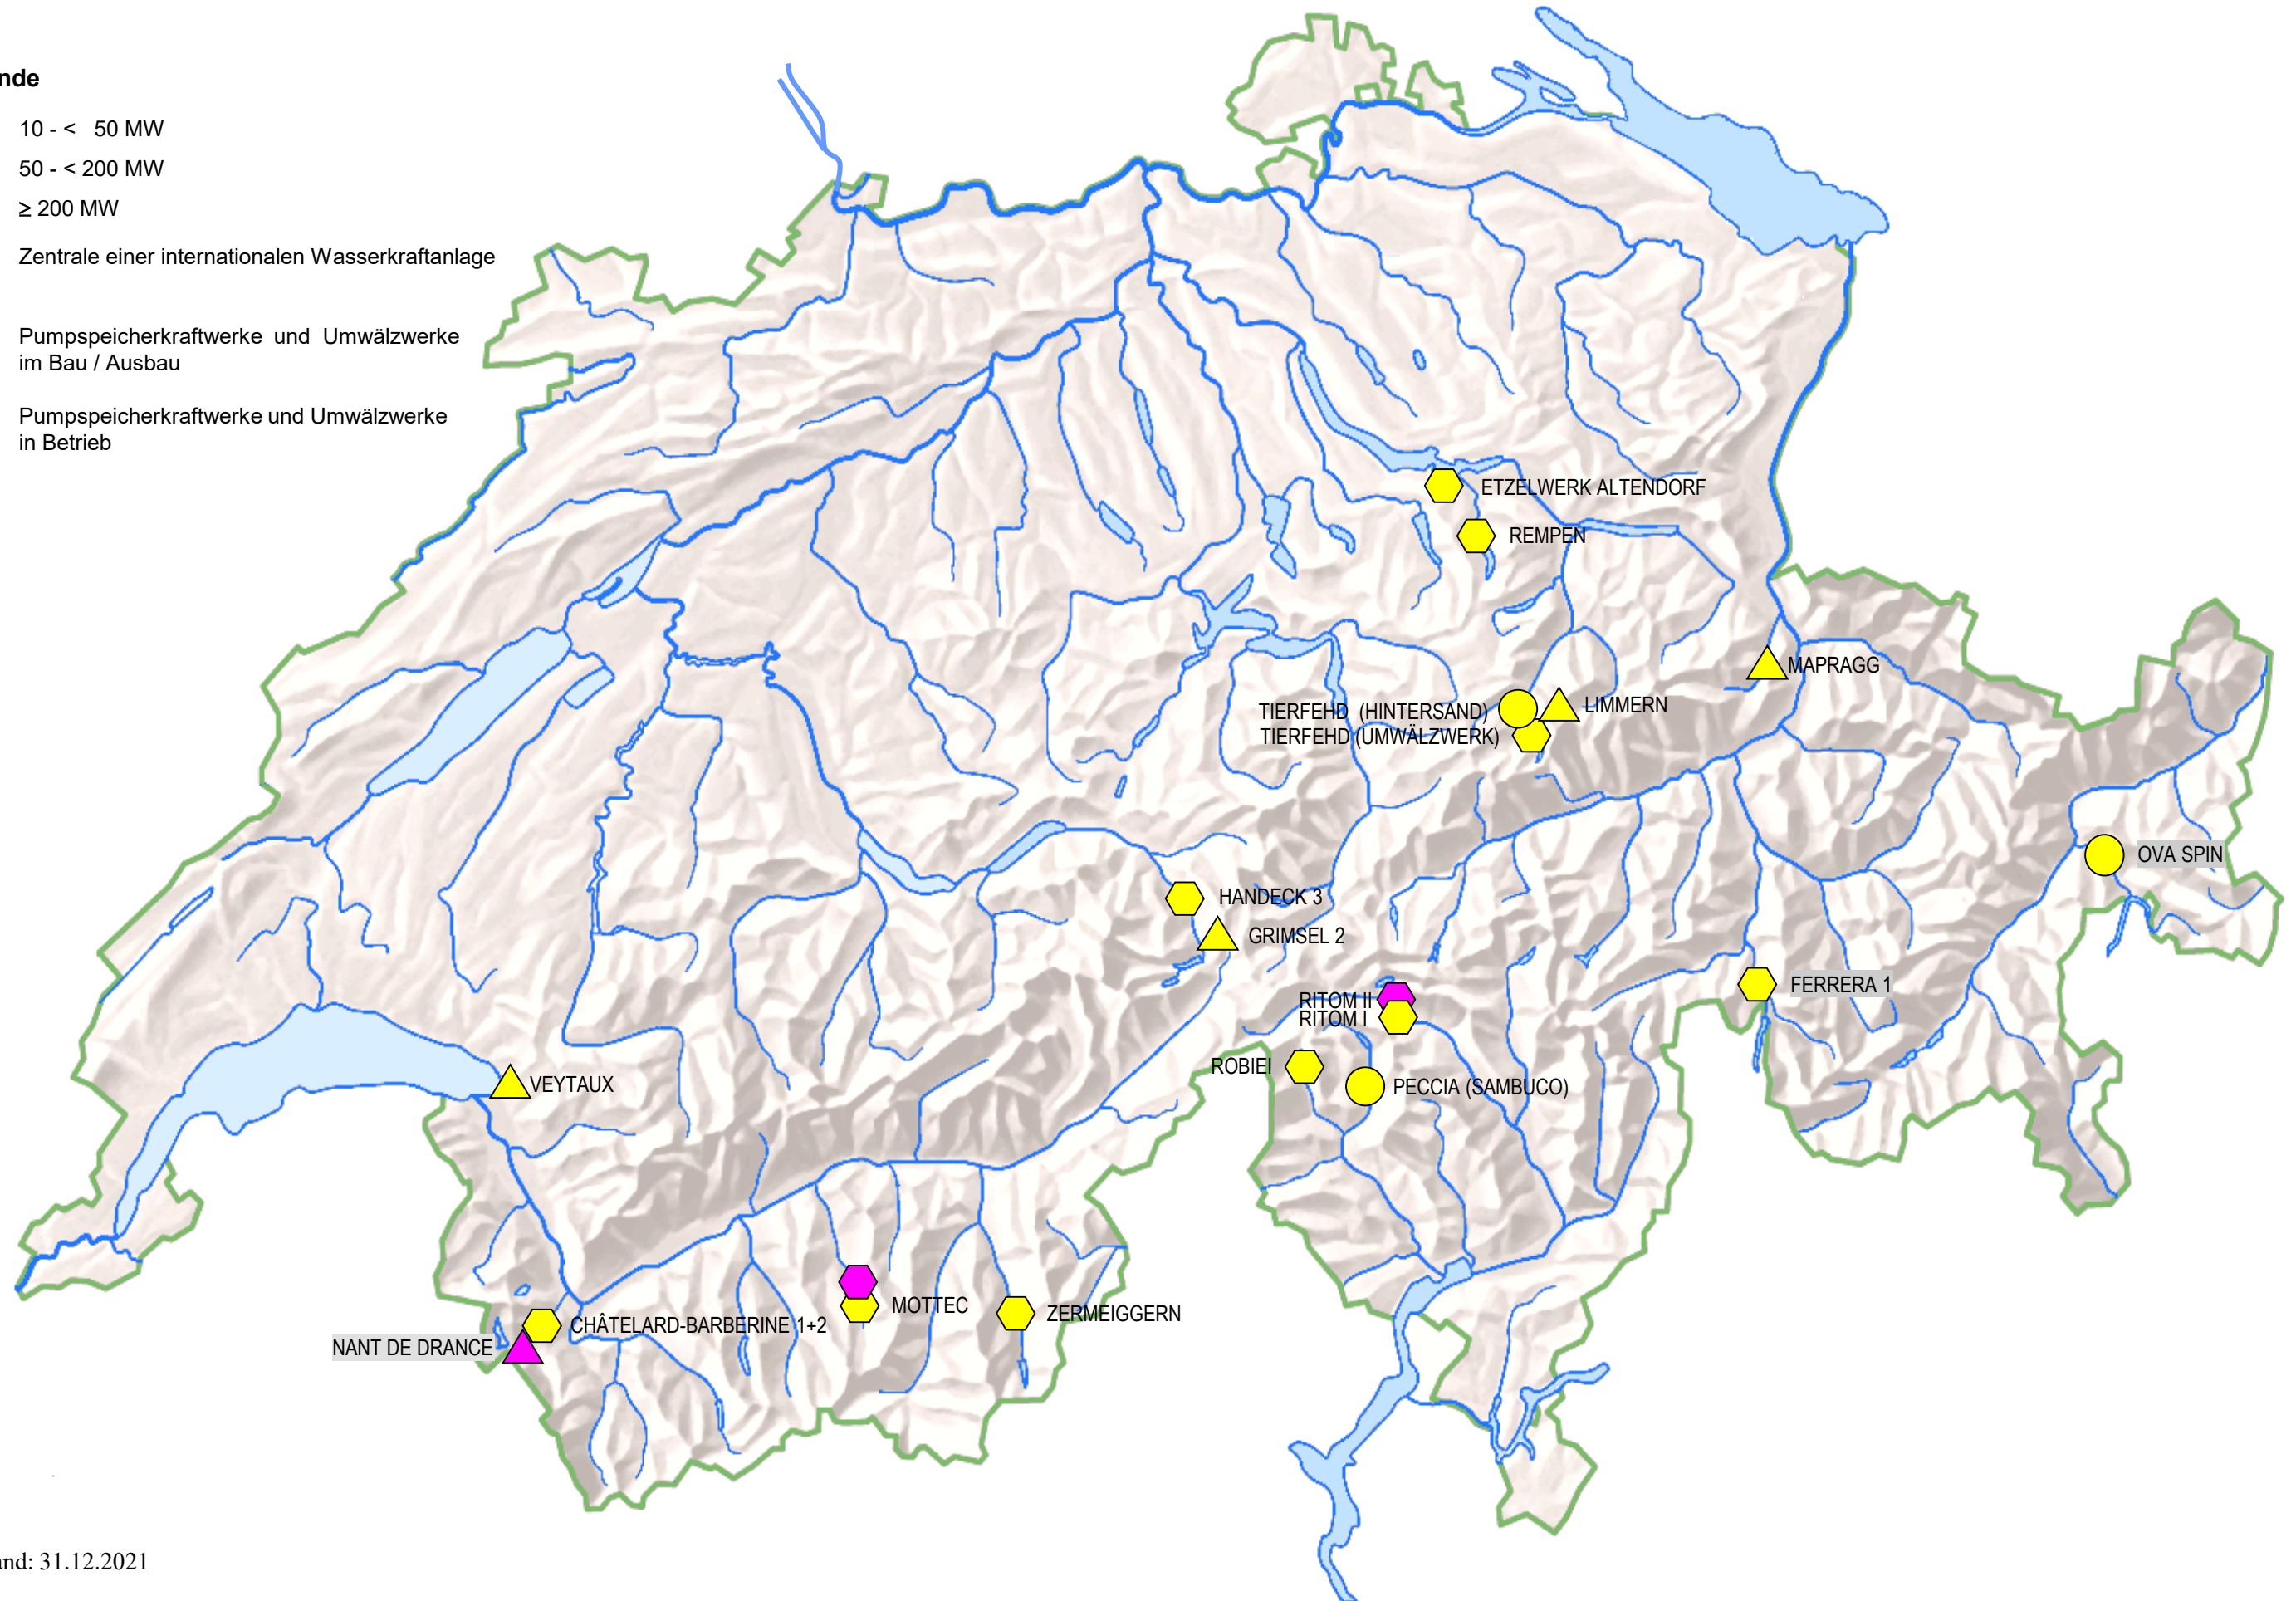 nde
10 - < 50 MW
50 - < 200 MW
≥ 200 MW
Zentrale einer internationalen Wasserkraftanlage
Pumpspeicherkraftwerke und Umwälzwerke
im Bau / Ausbau
Pumpspeicherkraftwerke und Umwälzwerke
in Betrieb
ETZELWERK ALTENDORF
REMPEN
MAPRAGG
LIMMERN
TIERFEHD (HINTERSAND)
TIERFEHD (UMWÄLZWERK)
OVA SPIN
HANDECK 3
GRIMSEL 2
FERRERA 1
RITOM II
RITOM I
ROBIEI
PECCIA (SAMBUCO)
VEYTAUX
MOTTEC
ZERMEIGGERN
CHÂTELARD-BARBERINE 1+2
NANT DE DRANCE
and: 31.12.2021